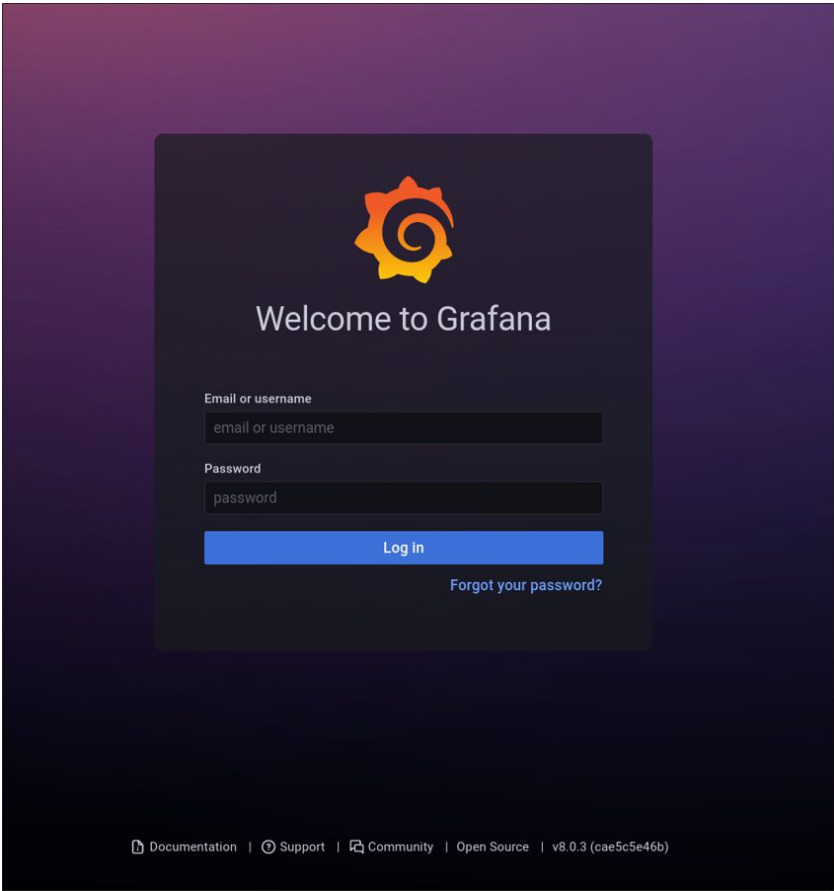 Welcome to Grafana
Email or username
email or username
Password
password
Log in
Forgot your password?
Documentation | Support | Community | Open Source | v8.0.3 (cae5c5e46b)